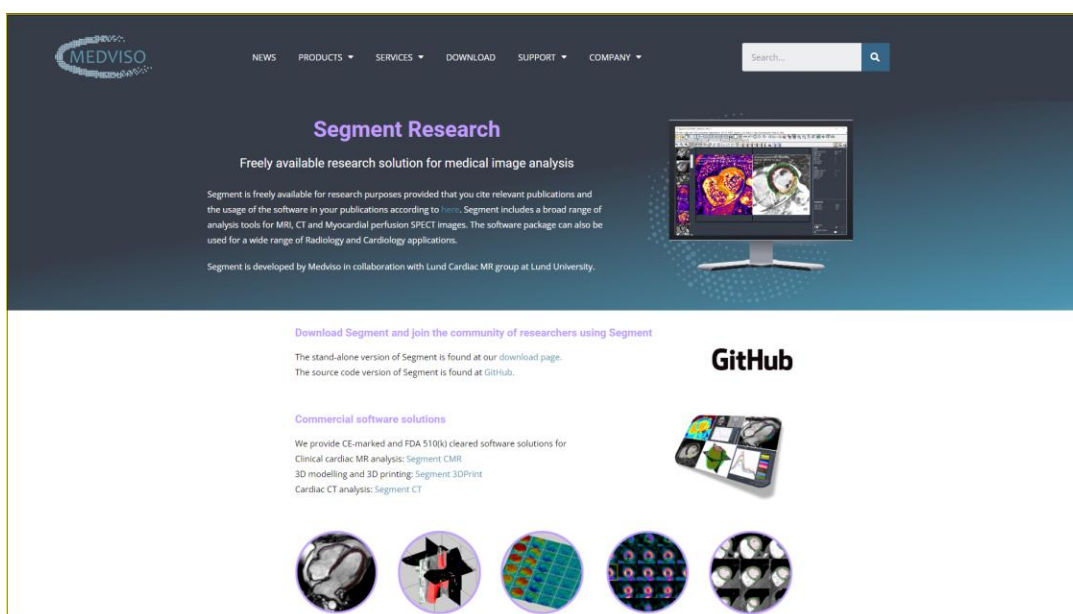 MEDVISO
NEWS
PRODUCTS
SERVICES
DOWNLOAD
SUPPORT
COMPANY
Search...
Segment Research
Freely available research solution for medical image analysis
Segment is freely available for research purposes provided that you cite relevant publications and
the usage of the software in your publications according to here. Segment includes a broad range of
analysis tools for MRI, CT and Myocardial perfusion SPECT images. The software package can also be
used for a wide range of Radiology and Cardiology applications.
Segment is developed by Medviso in collaboration with Lund Cardiac MR group at Lund University.
Download Segment and join the community of researchers using Segment
The stand-alone version of Segment is found at our download page.
The source code version of Segment is found at GitHub.
GitHub
Commercial software solutions
We provide CE-marked and FDA 510(k) cleared software solutions for
Clinical cardiac MR analysis: Segment CMR
3D modelling and 3D printing: Segment 3DPrint
Cardiac CT analysis: Segment CT